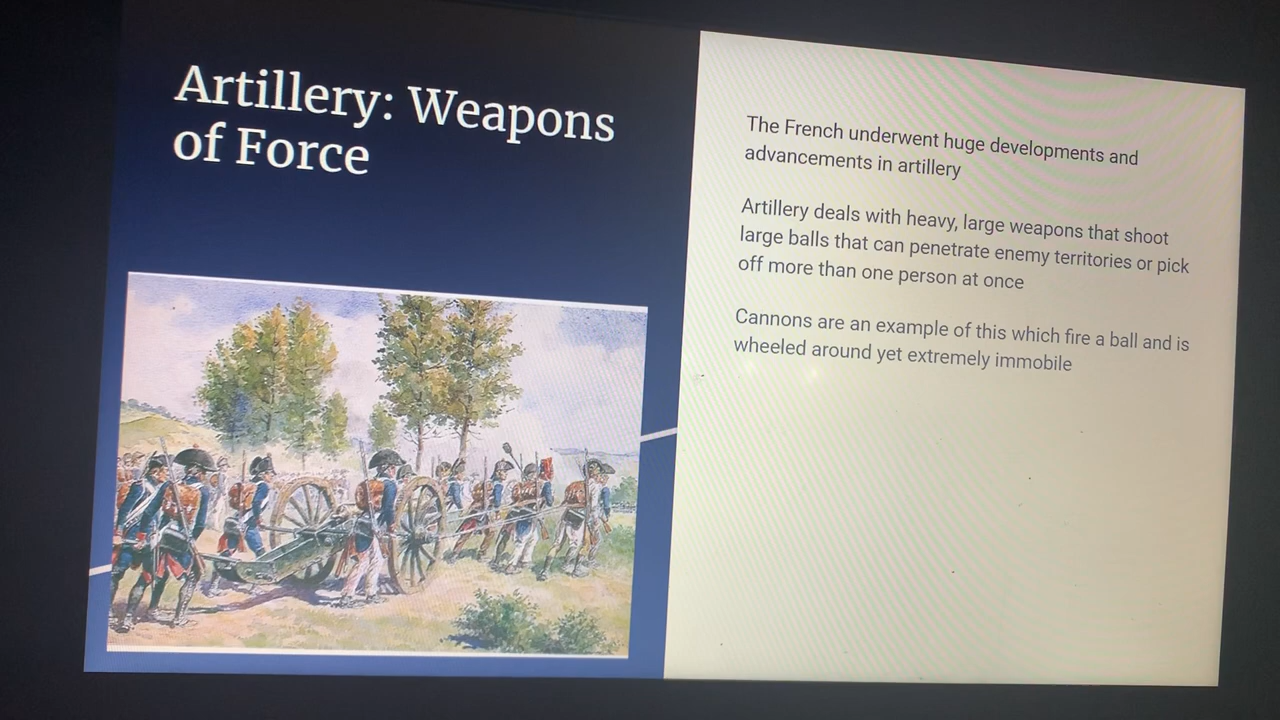 Artillery: Weapons
of Force
The French underwent huge developments and
advancements in artillery
Artillery deals with heavy, large weapons that shoot
large balls that can penetrate enemy territories or pick
off more than one person at once
Cannons are an example of this which fire a ball and is
wheeled around yet extremely immobile